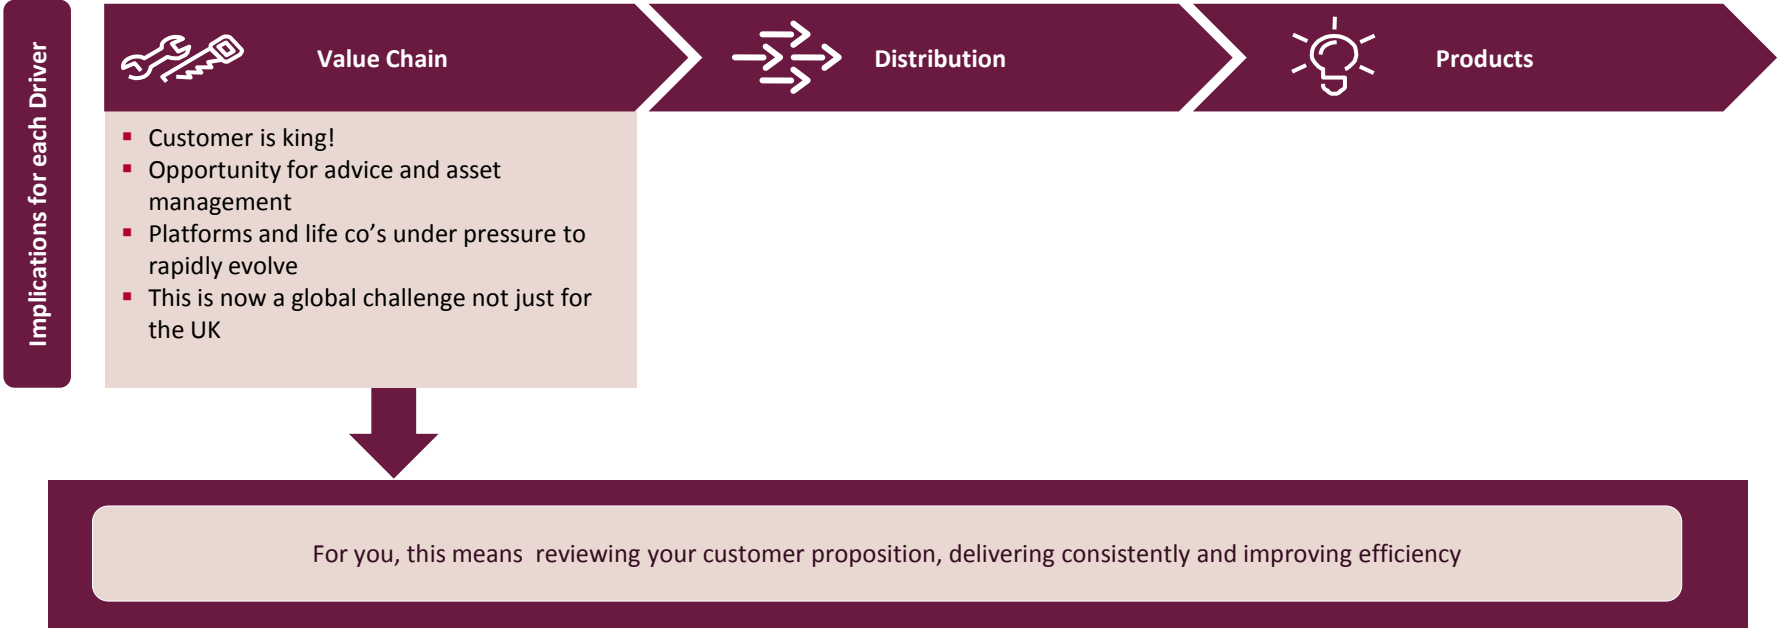 Implications for each Driver
Value Chain
Distribution
Products
Customer is king!
Opportunity for advice and asset
management
Platforms and life co’s under pressure to
rapidly evolve
This is now a global challenge not just for
the UK
For you, this means  reviewing your customer proposition, delivering consistently and improving efficiency